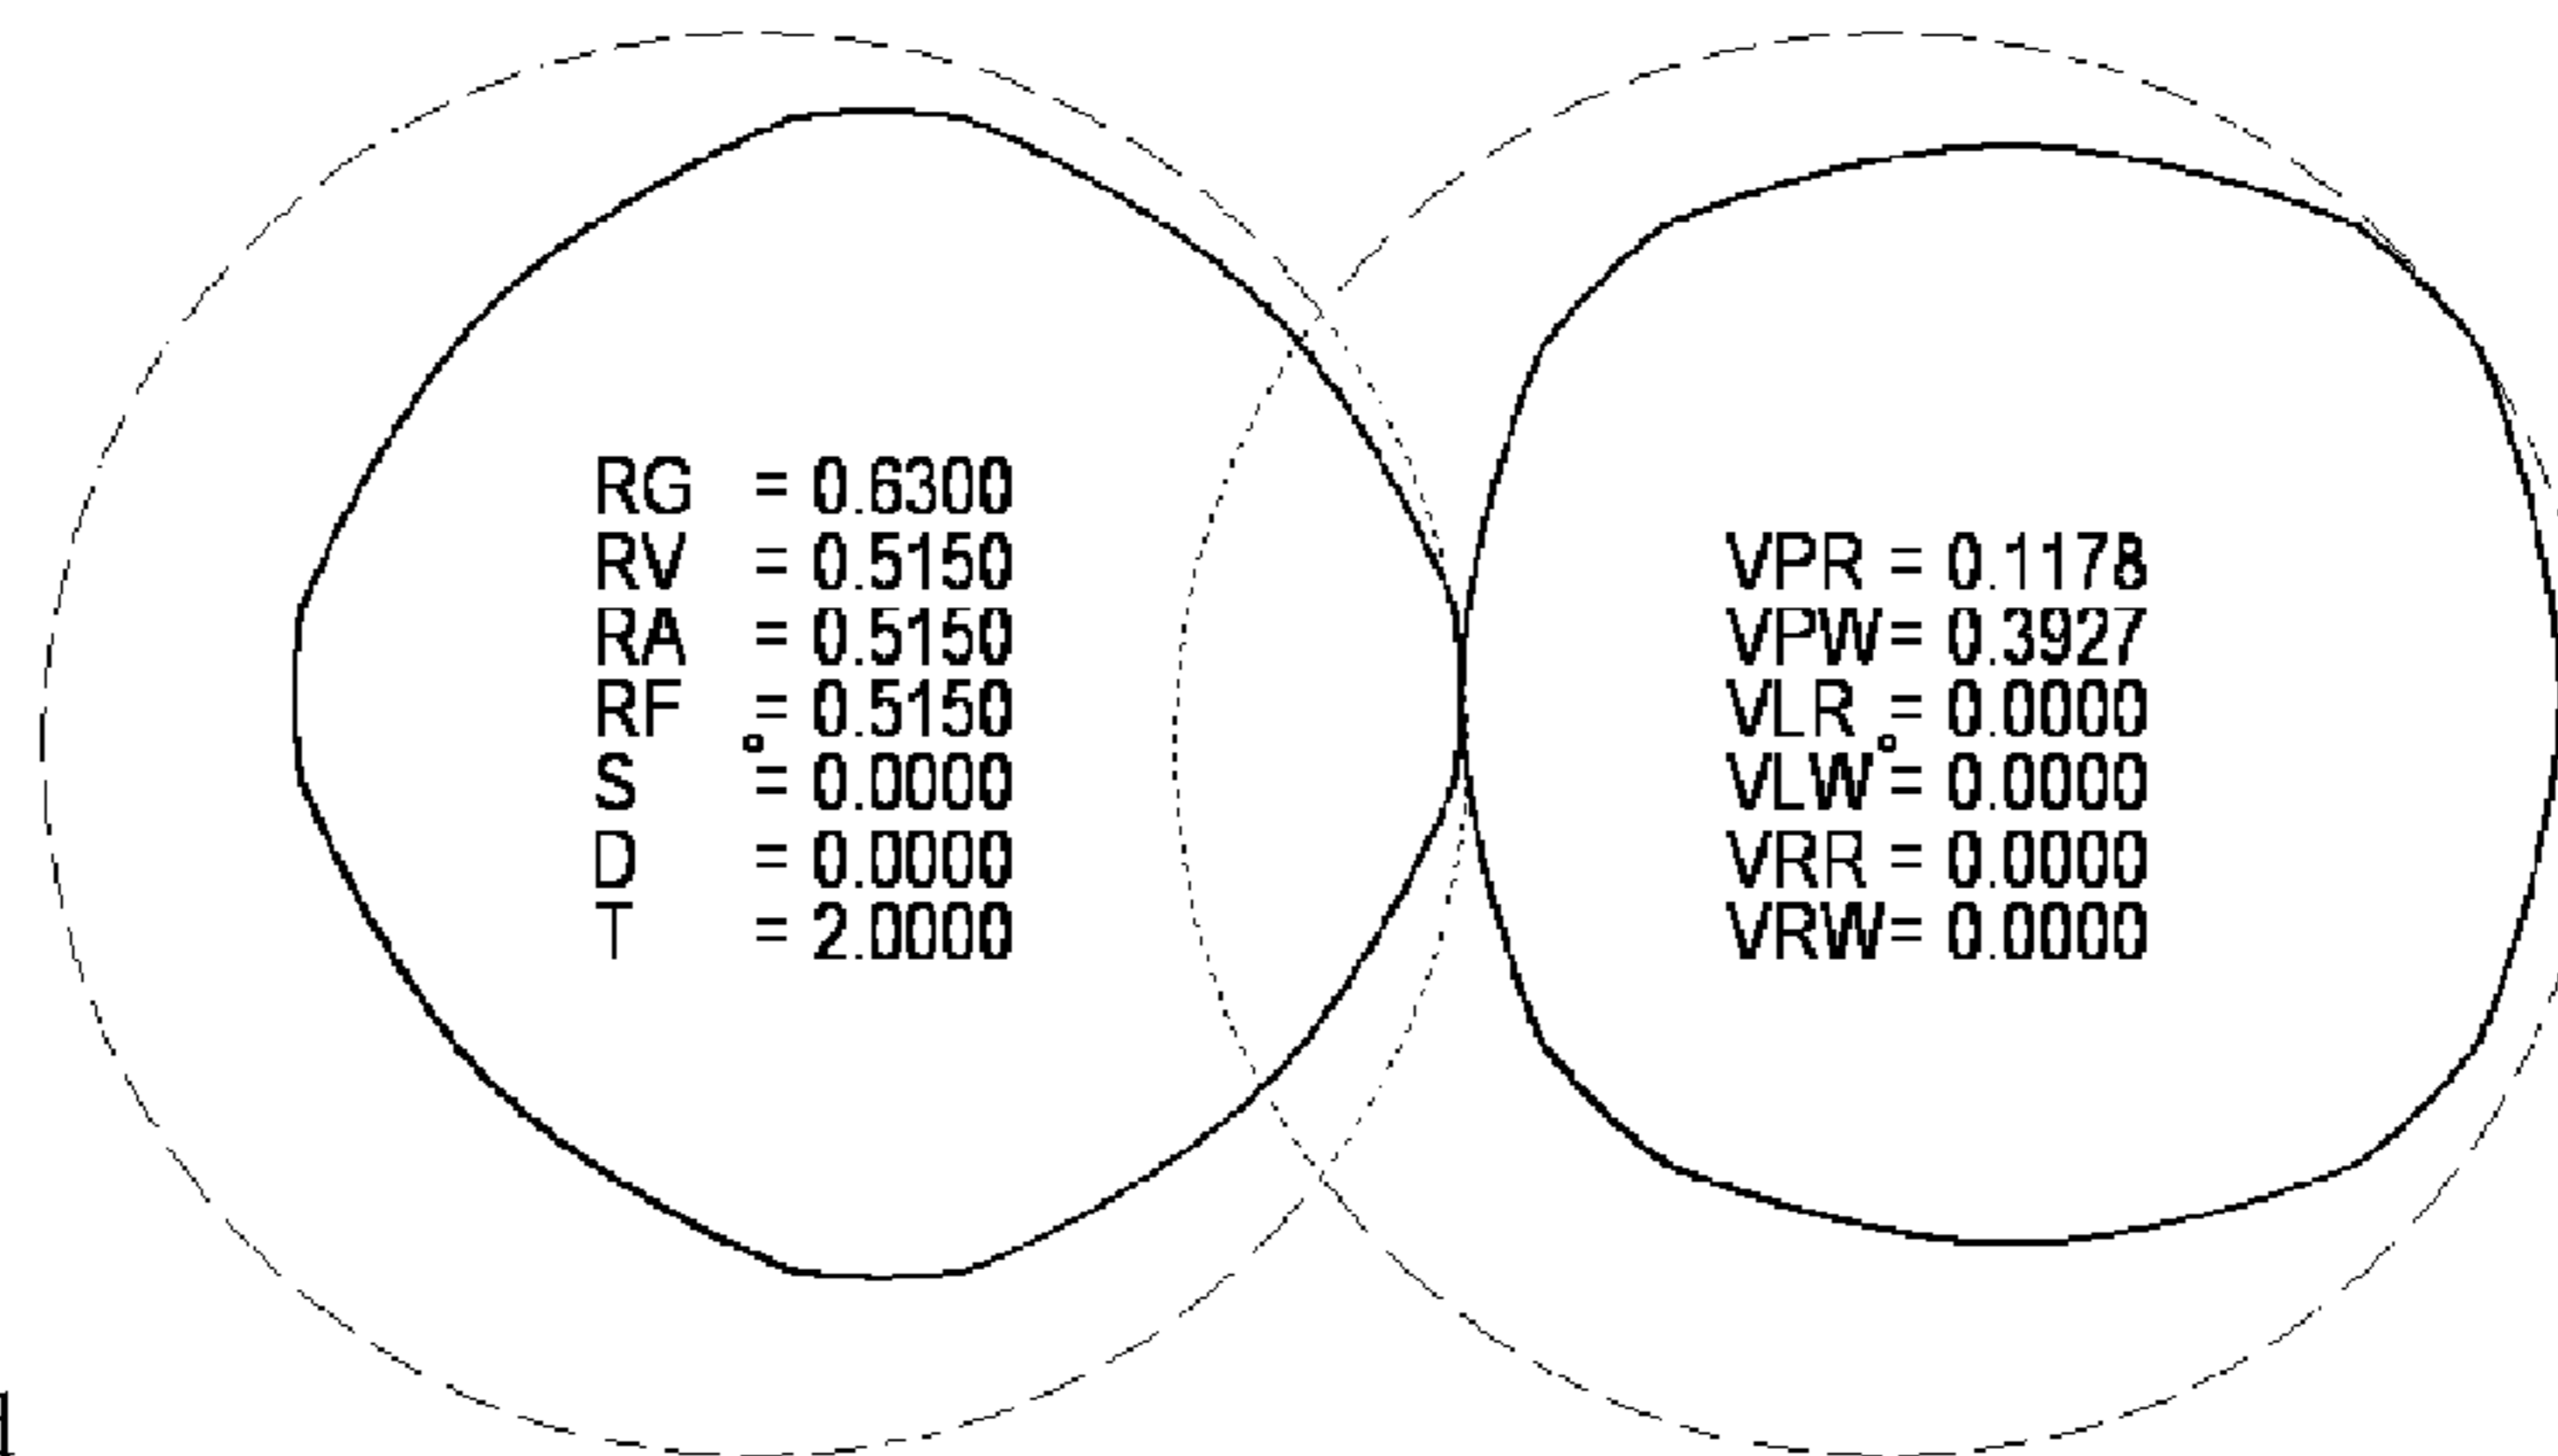 RG = 0.6300
RV = 0.5150
RA = 0.5150
RF = 0.5150
S = 0.0000
D = 0.0000
T = 2.0000
VPR = 0.1178
VPW = 0.3927
VLR = 0.0000
VLW = 0.0000
VRR = 0.0000
VRW = 0.0000